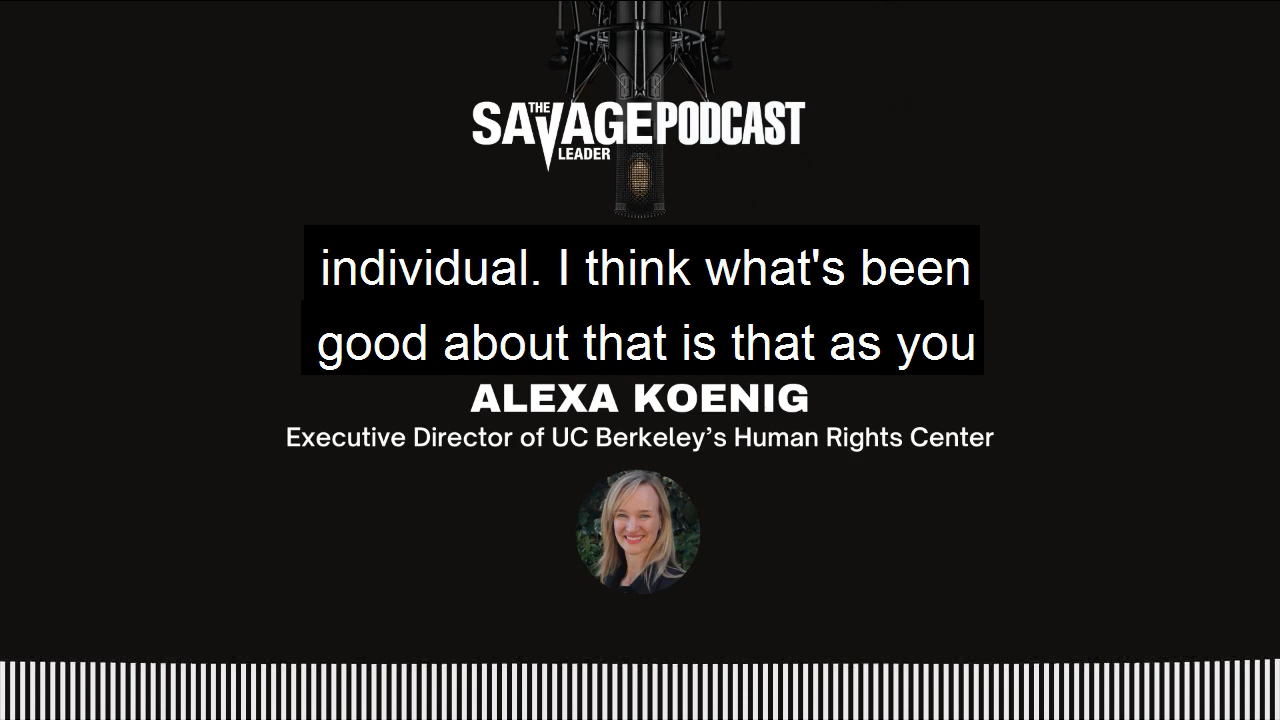 THE SAVAGE PODCAST
LEADER
individual. I think what's been
good about that is that as you
ALEXA KOENIG
Executive Director of UC Berkeley’s Human Rights Center